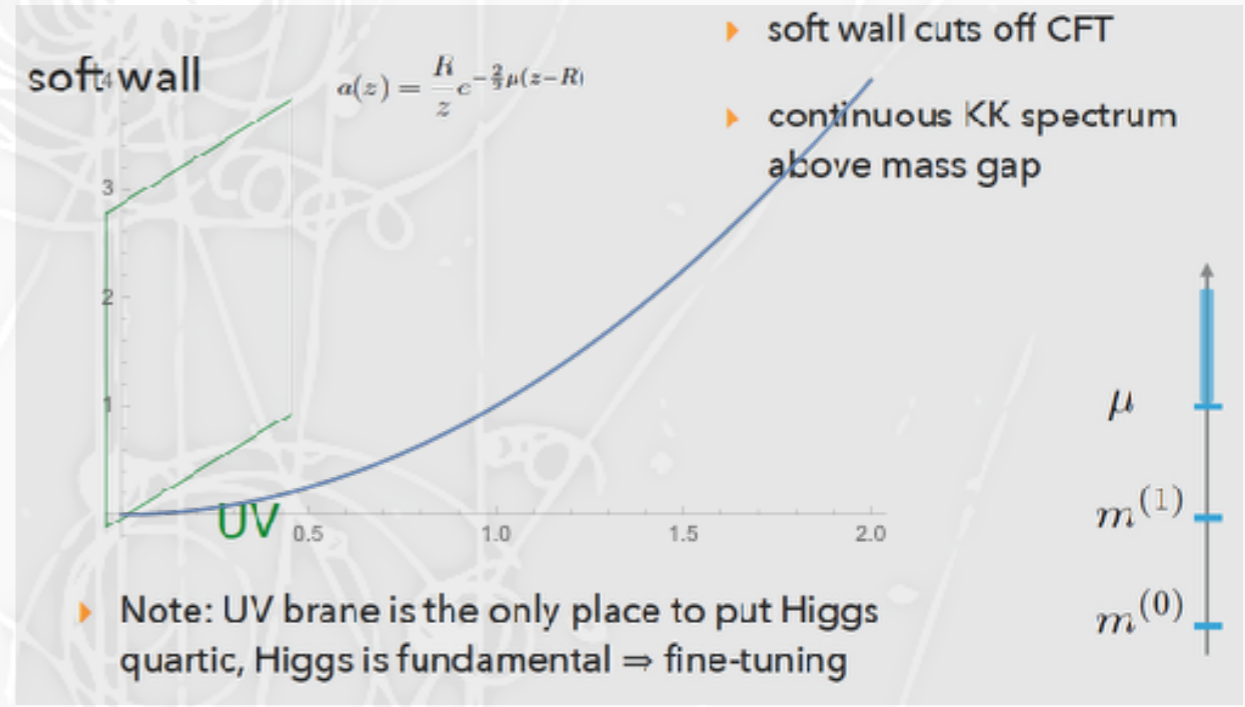 soft wall
a(z) = R/z e^{-2/3 μ(z-R)}
soft wall cuts off CFT
continuous KK spectrum
above mass gap
4
3
2
1
UV
0.5 1.0 1.5 2.0
μ
m^{(1)}
m^{(0)}
Note: UV brane is the only place to put Higgs
quartic, Higgs is fundamental ⇒ fine-tuning